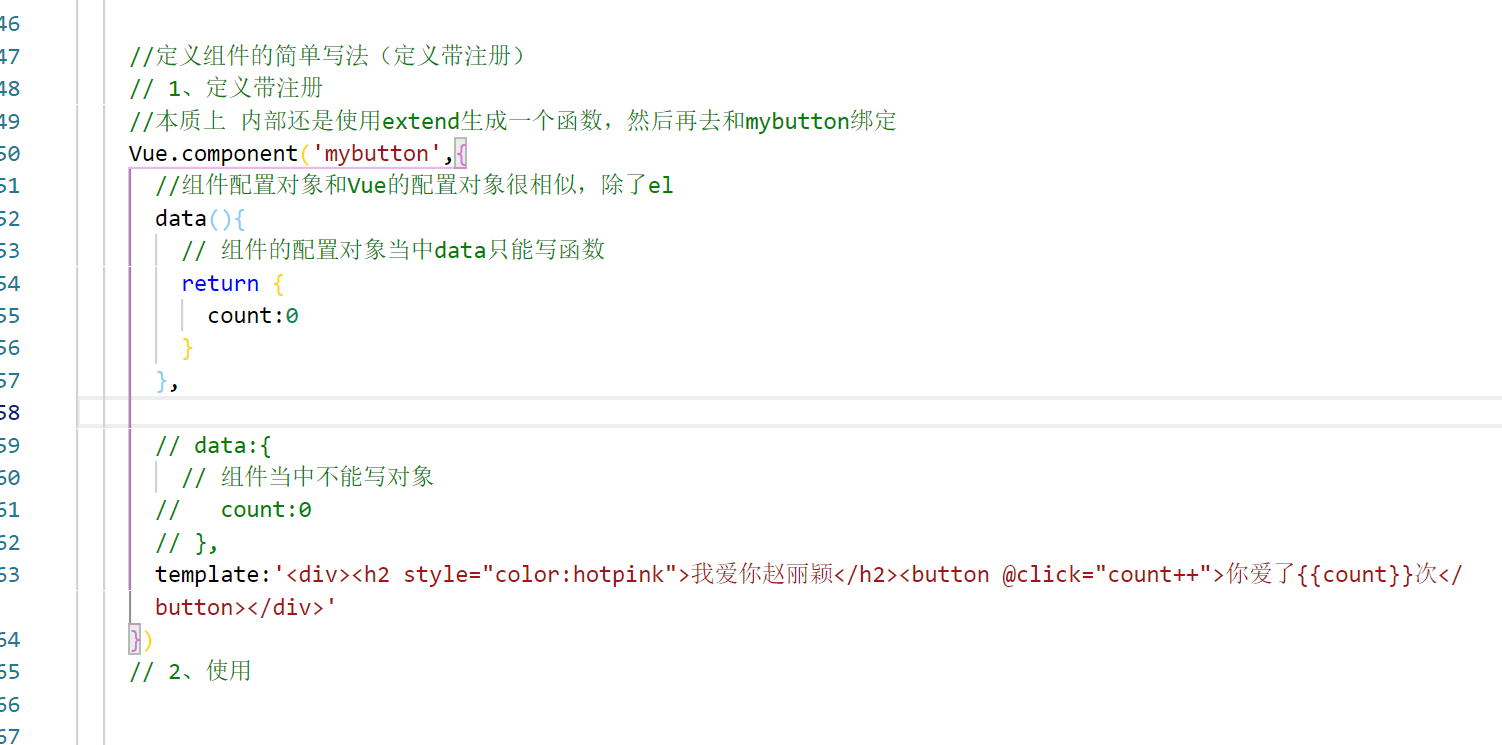 46
47 //定义组件的简单写法（定义带注册）
48 // 1、定义带注册
49 //本质上 内部还是使用extend生成一个函数，然后再去和mybutton绑定
50 Vue.component('mybutton',{
51 //组件配置对象和Vue的配置对象很相似，除了el
52 data(){
53 // 组件的配置对象当中data只能写函数
54 return {
55 count:0
56 }
57 },
58
59 // data:{
60 // 组件当中不能写对象
61 //   count:0
62 // },
63 template:'<div><h2 style="color:hotpink">我爱你赵丽颖</h2><button @click="count++">你爱了{{count}}次</
button></div>'
64 })
65 // 2、使用
66
67